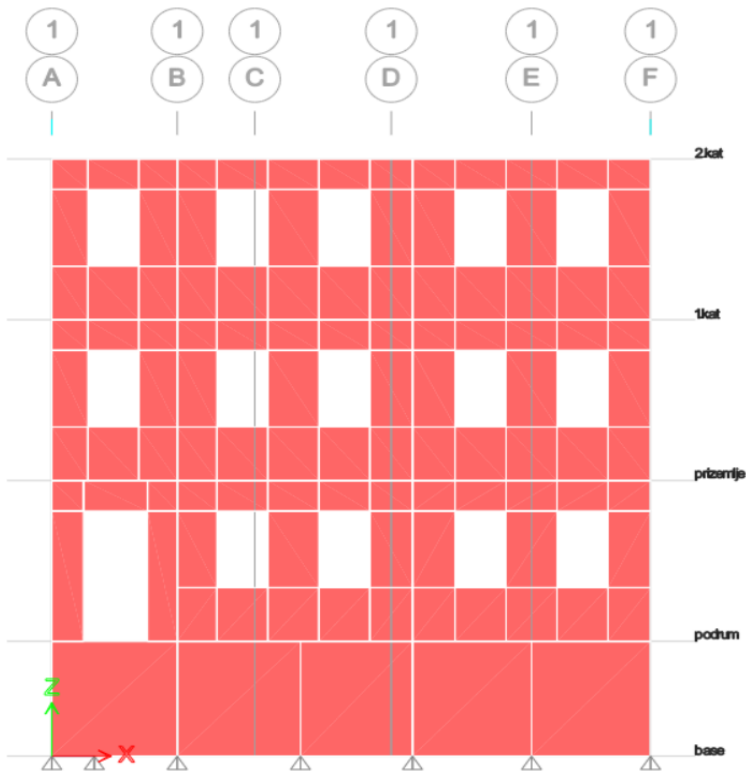 1 1 1 1 1 1
A B C D E F
2.kat
1.kat
prizemlje
podrum
Z
X
base